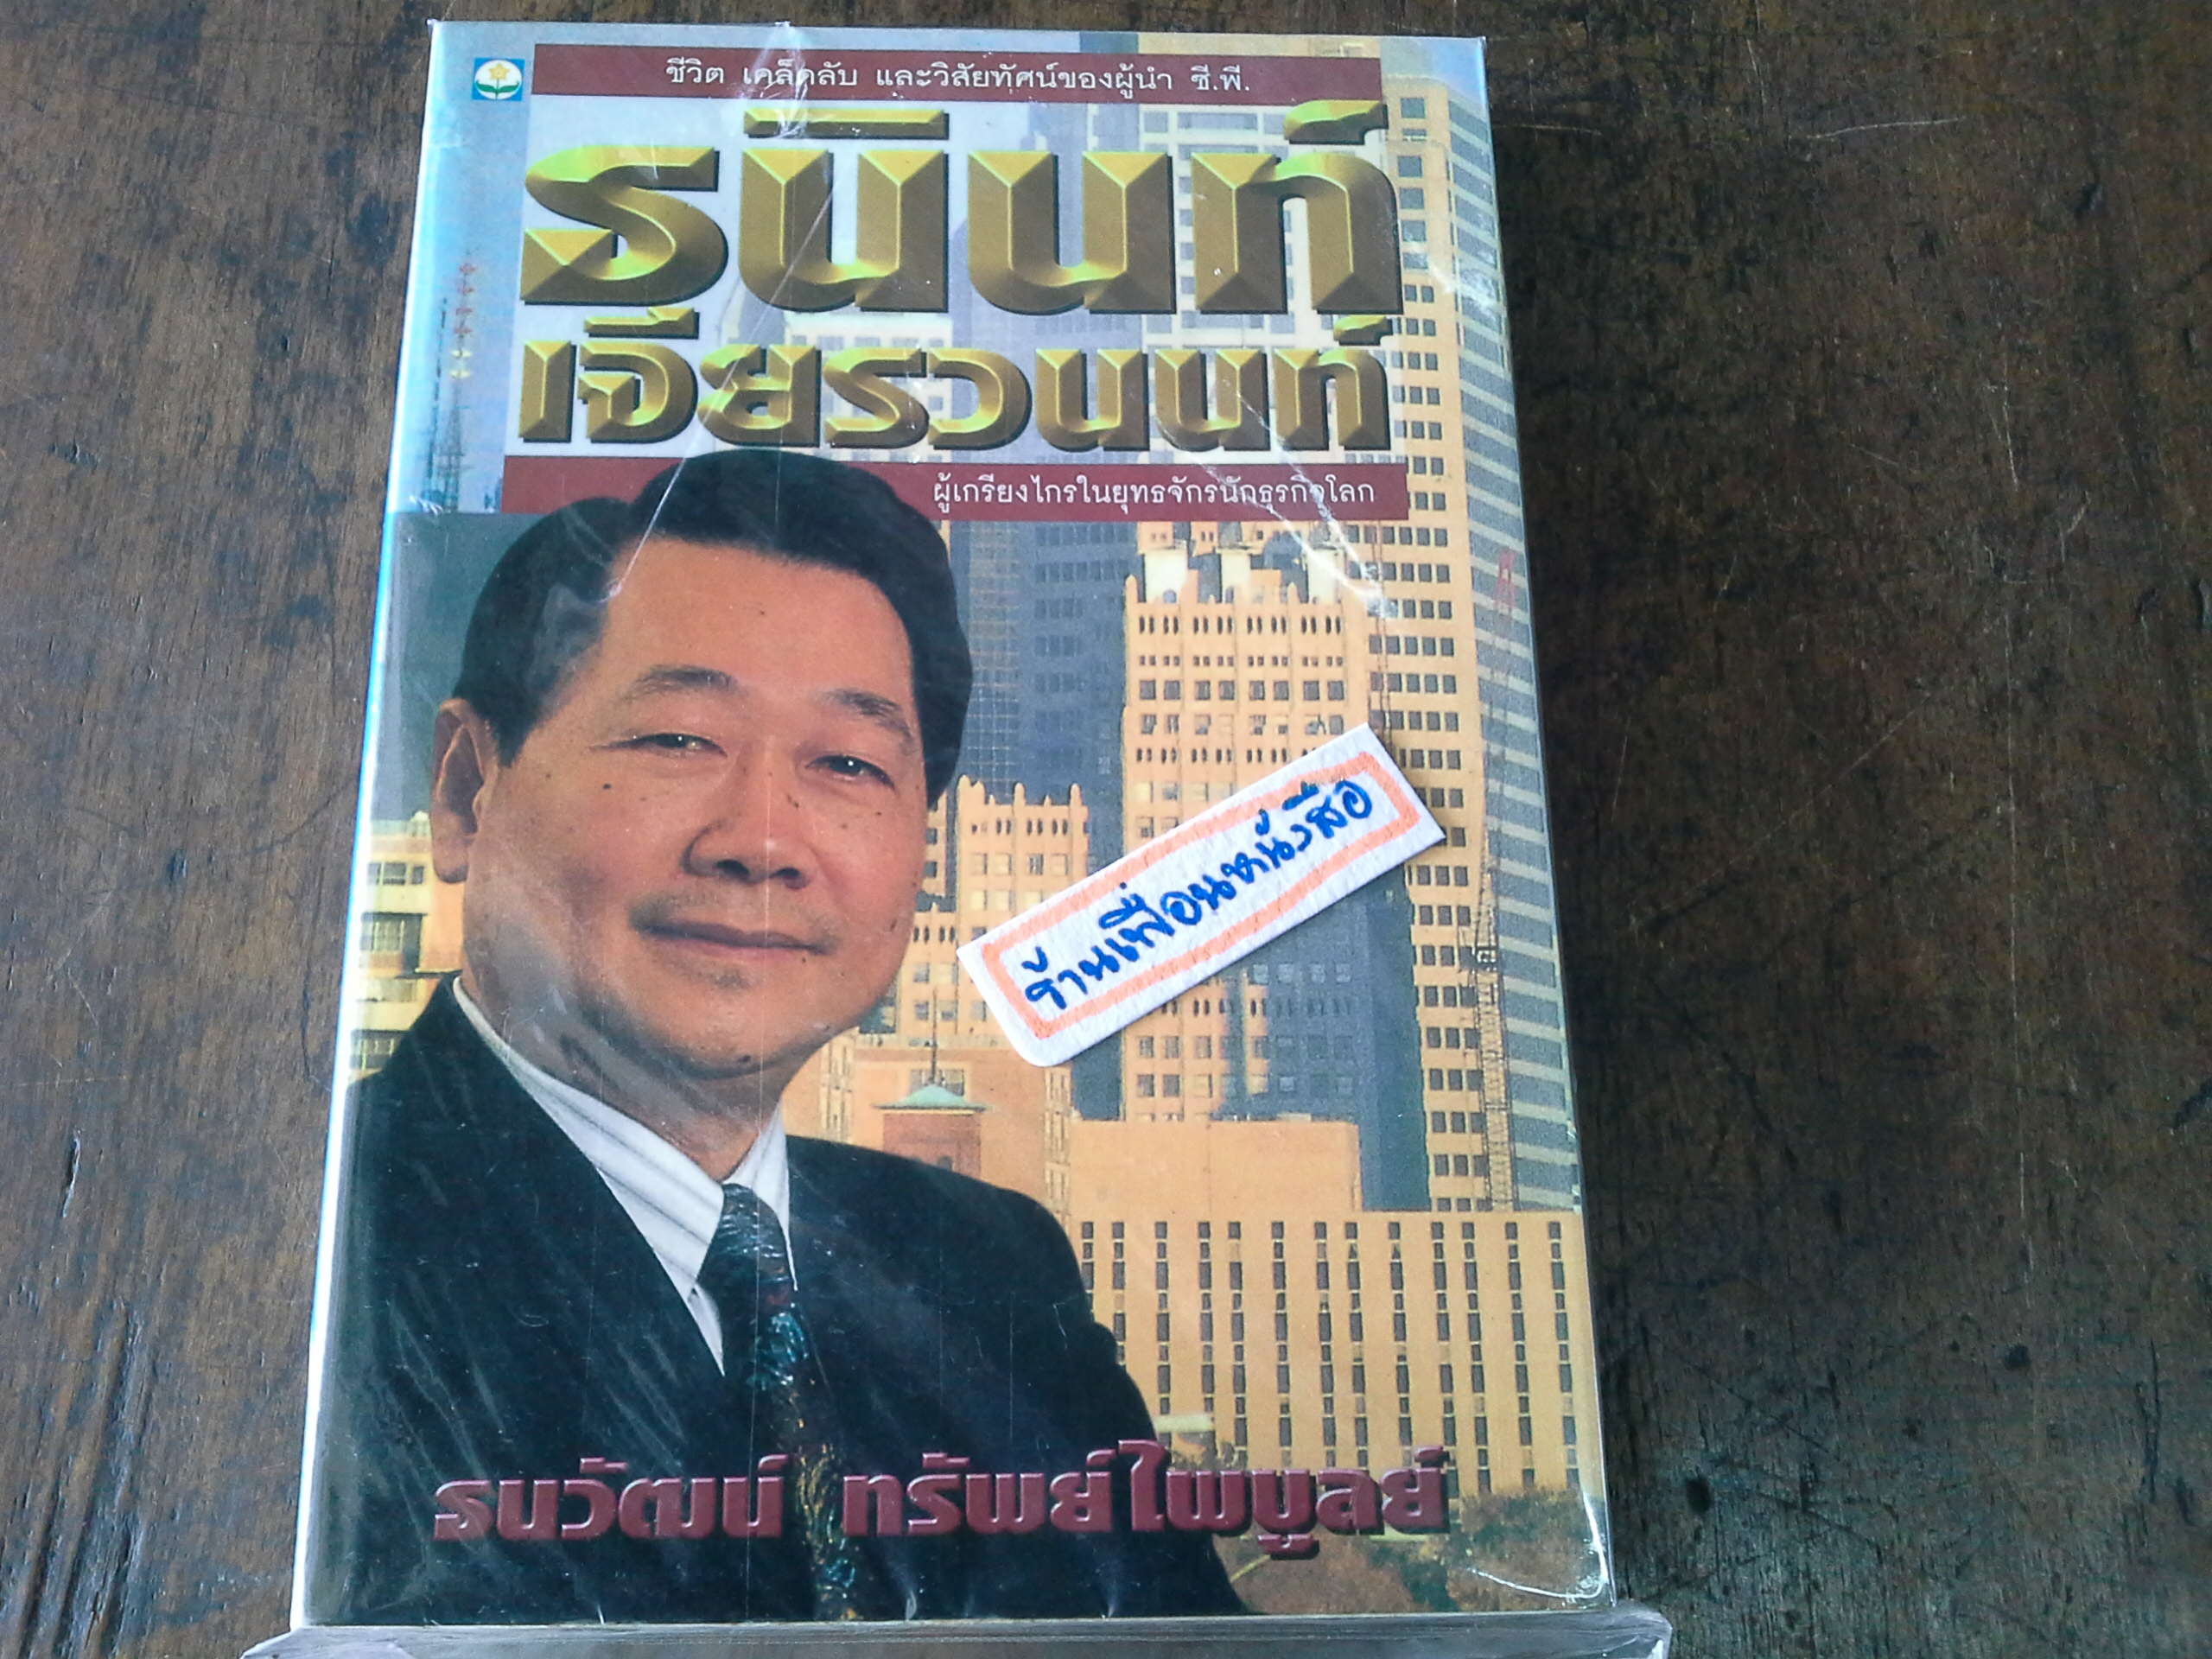 ชีวิต เคล็ดลับ และวิสัยทัศน์ของผู้นำ ซี.พี.
ธนินท์
เจียรวนนท์
ผู้เกรียงไกรในยุทธจักรนักธุรกิจโลก
ร้านเพื่อนหนังสือ
ธนวัฒน์ ทรัพย์ไพบูลย์